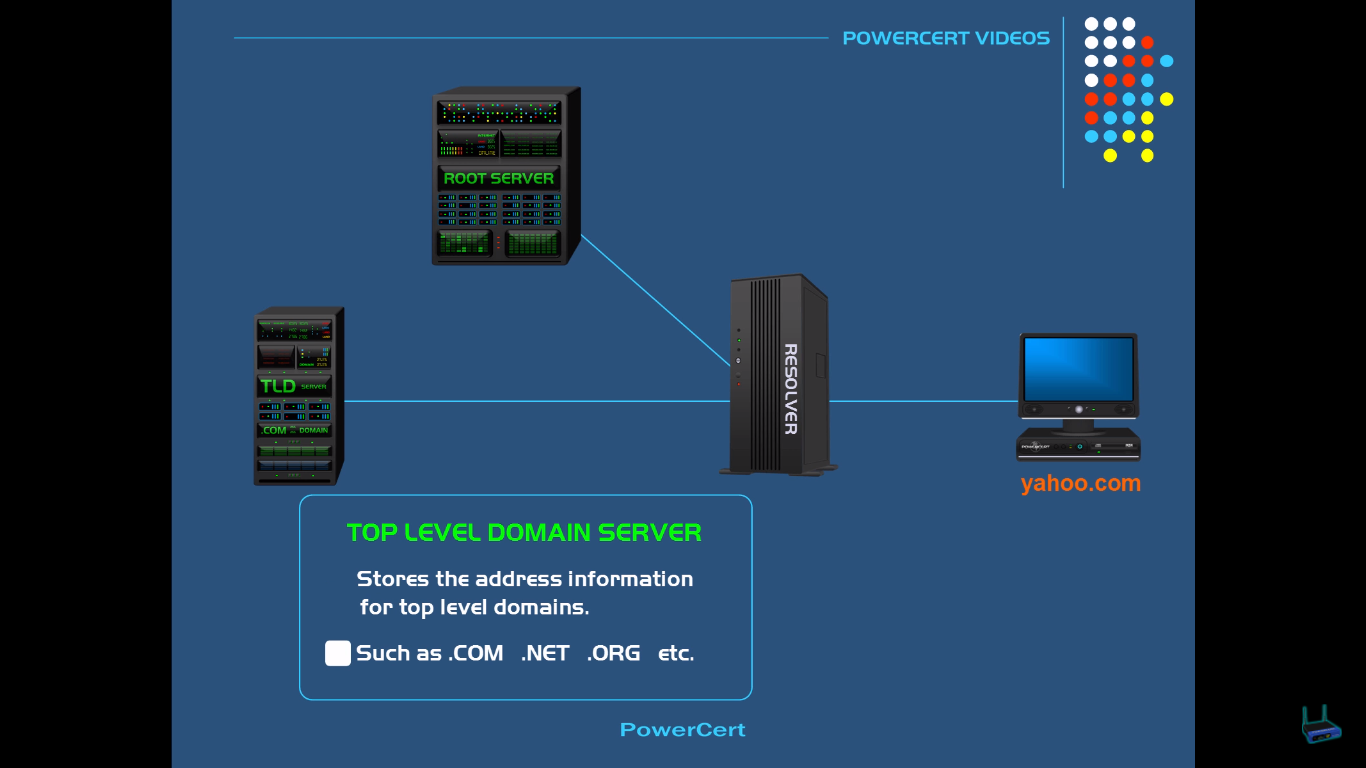 POWERCERT VIDEOS
ROOT SERVER
RESOLVER
TLD SERVER
.COM DOMAIN
yahoo.com
TOP LEVEL DOMAIN SERVER
Stores the address information
for top level domains.
Such as .COM .NET .ORG etc.
PowerCert